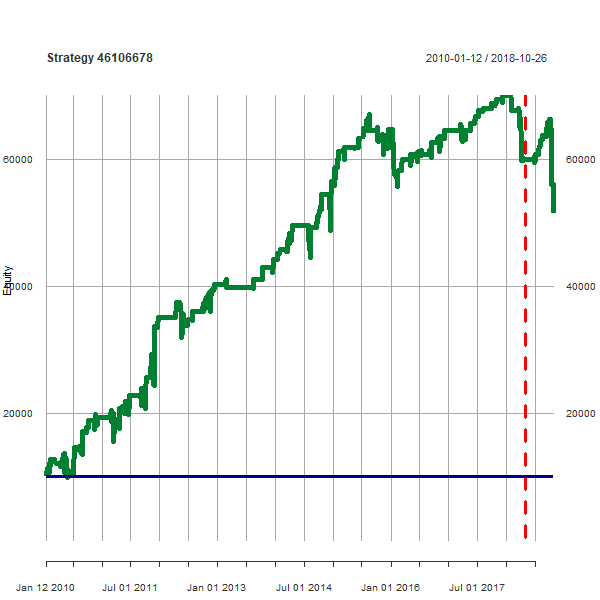 Strategy 46106678
2010-01-12 / 2018-10-26
60000
60000
Equity
40000
40000
20000
20000
Jan 12 2010
Jul 01 2011
Jan 01 2013
Jul 01 2014
Jan 01 2016
Jul 01 2017